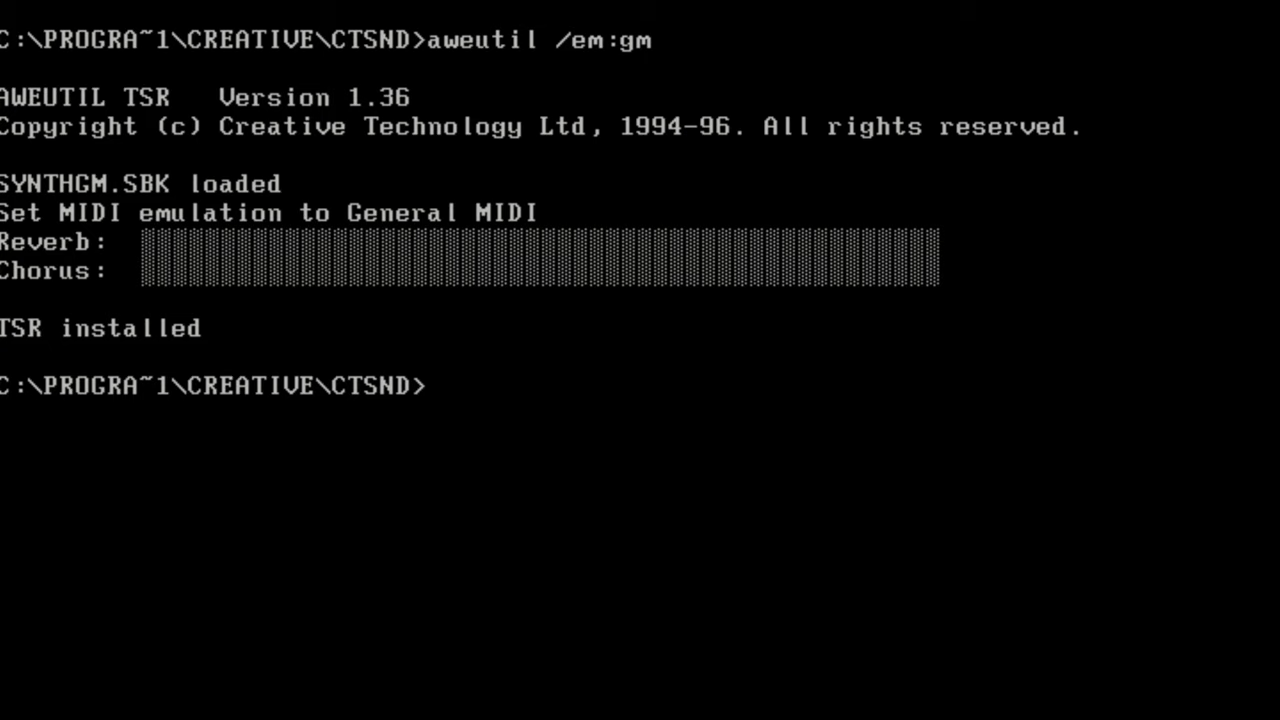 C:\PROGRA~1\CREATIVE\CTSND>aweutil /em:gm
AWEUTIL TSR   Version 1.36
Copyright (c) Creative Technology Ltd, 1994-96. All rights reserved.
SYNTHGM.SBK loaded
Set MIDI emulation to General MIDI
Reverb:
Chorus:
TSR installed
C:\PROGRA~1\CREATIVE\CTSND>